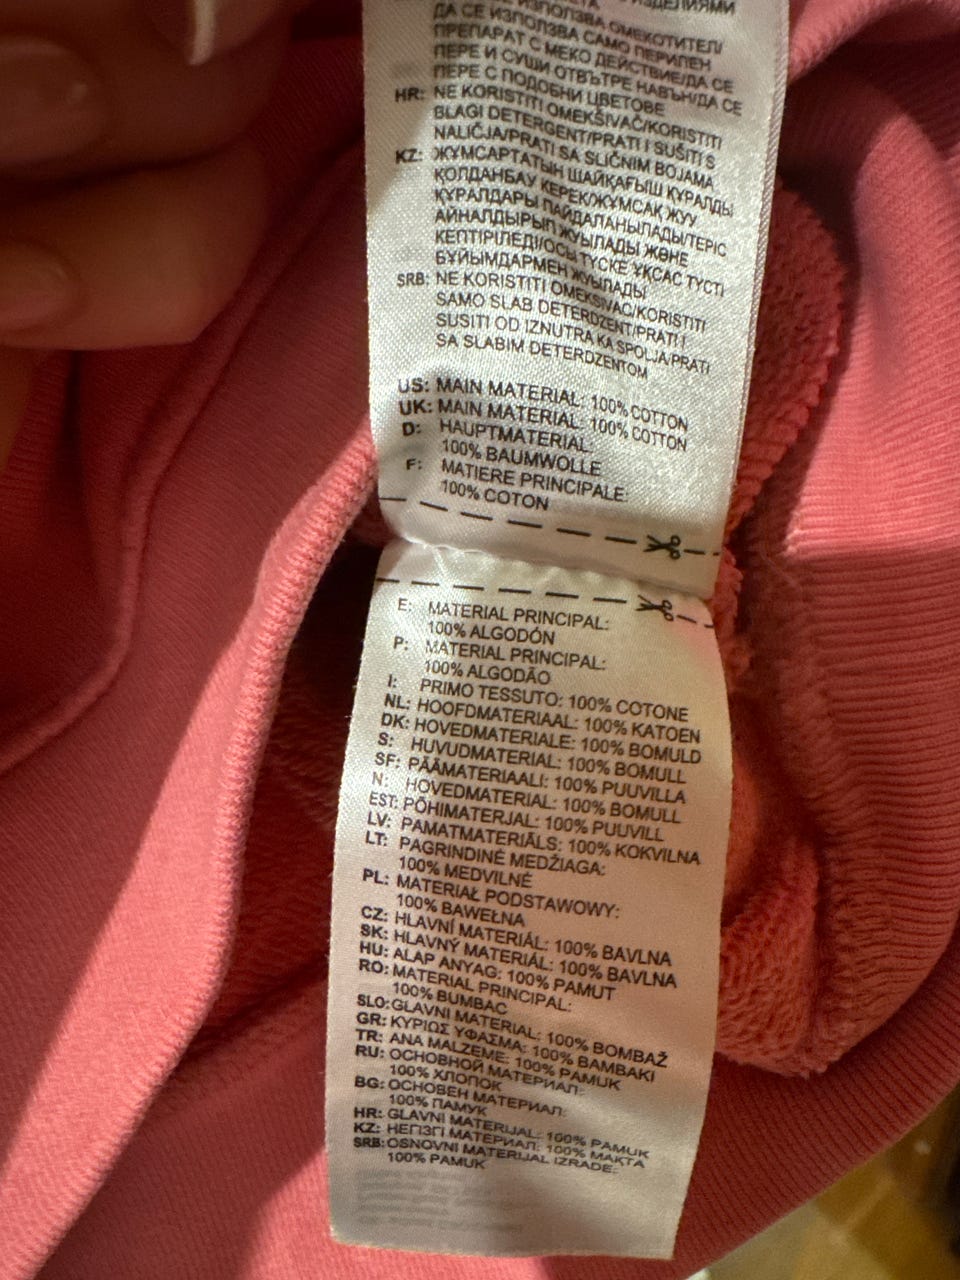 ИЗДЕЛИЯМИ
ИЗПОЛЗВА ОМЕКОТИТЕЛ/
ДА СЕ ИЗПОЛЗВА САМО ПЕРИЛЕН
ПРЕПАРАТ С МЕКО ДЕЙСТВИЕ/ДА СЕ
ПЕРЕ И СУШИ ОТВЪТРЕ НАВЪН/ДА СЕ
ПЕРЕ С ПОДОБНИ ЦВЕТОВЕ
HR: NE KORISTITI OMEKŠIVAČ/KORISTITI
BLAGI DETERGENT/PRATI I SUŠITI S
NALIČJA/PRATI SA SLIČNIM BOJAMA
KZ: ЖҰМСАРТАТЫН ШАЙҚАҒЫШ ҚҰРАЛДЫ
ҚОЛДАНБАУ КЕРЕК/ЖҰМСАҚ ЖУУ
ҚҰРАЛДАРЫ ПАЙДАЛАНЫЛАДЫ/ТЕРІС
АЙНАЛДЫРЫП ЖУЫЛАДЫ ЖӘНЕ
КЕПТІРІЛЕДІ/ОСЫ ТҮСКЕ ҰҚСАС ТҮСТІ
БҰЙЫМДАРМЕН ЖУЫЛАДЫ
SRB: NE KORISTITI OMEKSIVAC/KORISTITI
SAMO SLAB DETERDZENT/PRATI I
SUSITI OD IZNUTRA KA SPOLJA/PRATI
SA SLABIM DETERDZENTOM
US: MAIN MATERIAL: 100% COTTON
UK: MAIN MATERIAL: 100% COTTON
D: HAUPTMATERIAL:
100% BAUMWOLLE
F: MATIERE PRINCIPALE:
100% COTON
E: MATERIAL PRINCIPAL:
100% ALGODÓN
P: MATERIAL PRINCIPAL:
100% ALGODÃO
I: PRIMO TESSUTO: 100% COTONE
NL: HOOFDMATERIAAL: 100% KATOEN
DK: HOVEDMATERIALE: 100% BOMULD
S: HUVUDMATERIAL: 100% BOMULL
SF: PÄÄMATERIAALI: 100% PUUVILLA
N: HOVEDMATERIAL: 100% BOMULL
EST: PÕHIMATERJAL: 100% PUUVILL
LV: PAMATMATERIĀLS: 100% KOKVILNA
LT: PAGRINDINĖ MEDŽIAGA:
100% MEDVILNĖ
PL: MATERIAŁ PODSTAWOWY:
100% BAWEŁNA
CZ: HLAVNÍ MATERIÁL: 100% BAVLNA
SK: HLAVNÝ MATERIÁL: 100% BAVLNA
HU: ALAP ANYAG: 100% PAMUT
RO: MATERIAL PRINCIPAL:
100% BUMBAC
SLO: GLAVNI MATERIAL: 100% BOMBAŽ
GR: ΚΥΡΙΩΣ ΥΦΑΣΜΑ: 100% ΒΑΜΒΑΚΙ
TR: ANA MALZEME: 100% PAMUK
RU: ОСНОВНОЙ МАТЕРИАЛ:
100% ХЛОПОК
BG: ОСНОВЕН МАТЕРИАЛ:
100% ПАМУК
HR: GLAVNI MATERIJAL: 100% PAMUK
KZ: НЕГІЗГІ МАТЕРИАЛ: 100% МАҚТА
SRB: OSNOVNI MATERIJAL IZRADE:
100% PAMUK